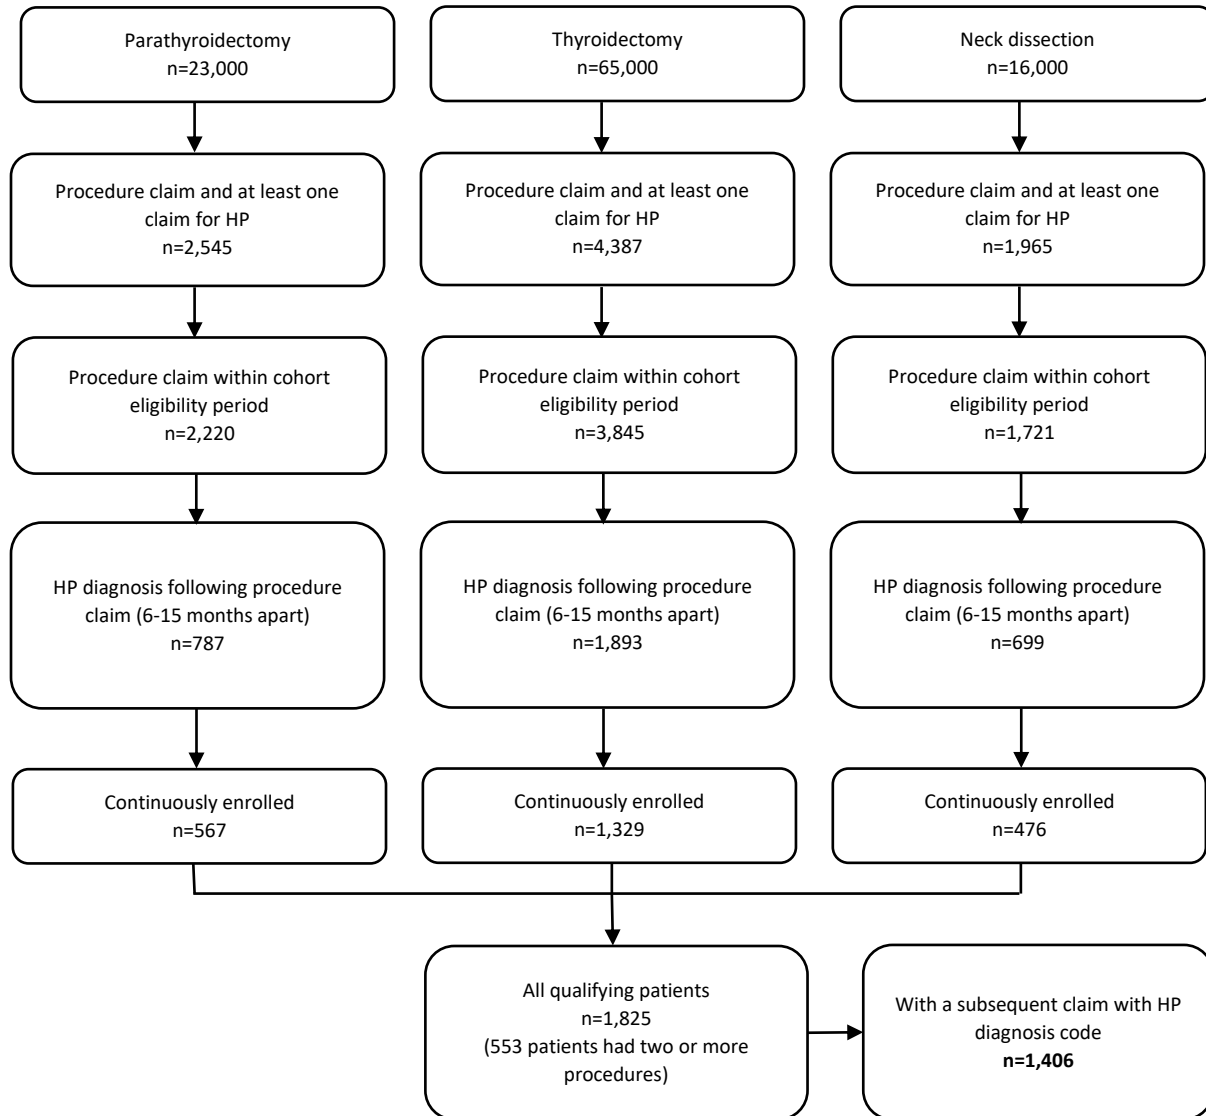 Parathyroidectomy
n=23,000
Thyroidectomy
n=65,000
Neck dissection
n=16,000
Procedure claim and at least one
claim for HP
n=2,545
Procedure claim and at least one
claim for HP
n=4,387
Procedure claim and at least one
claim for HP
n=1,965
Procedure claim within cohort
eligibility period
n=2,220
Procedure claim within cohort
eligibility period
n=3,845
Procedure claim within cohort
eligibility period
n=1,721
HP diagnosis following procedure
claim (6-15 months apart)
n=787
HP diagnosis following procedure
claim (6-15 months apart)
n=1,893
HP diagnosis following procedure
claim (6-15 months apart)
n=699
Continuously enrolled
n=567
Continuously enrolled
n=1,329
Continuously enrolled
n=476
All qualifying patients
n=1,825
(553 patients had two or more
procedures)
With a subsequent claim with HP
diagnosis code
n=1,406